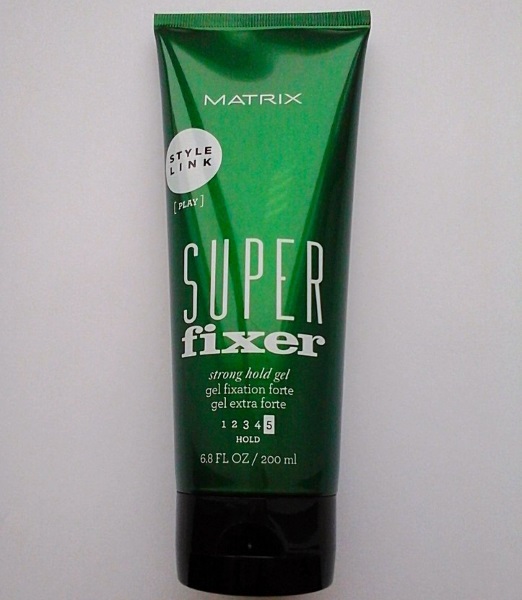 MATRIX
STYLE
LINK
[ PLAY ]
SUPER
fixer
strong hold gel
gel fixation forte
gel extra forte
1 2 3 4 5
HOLD
6.8 FL OZ / 200 ml